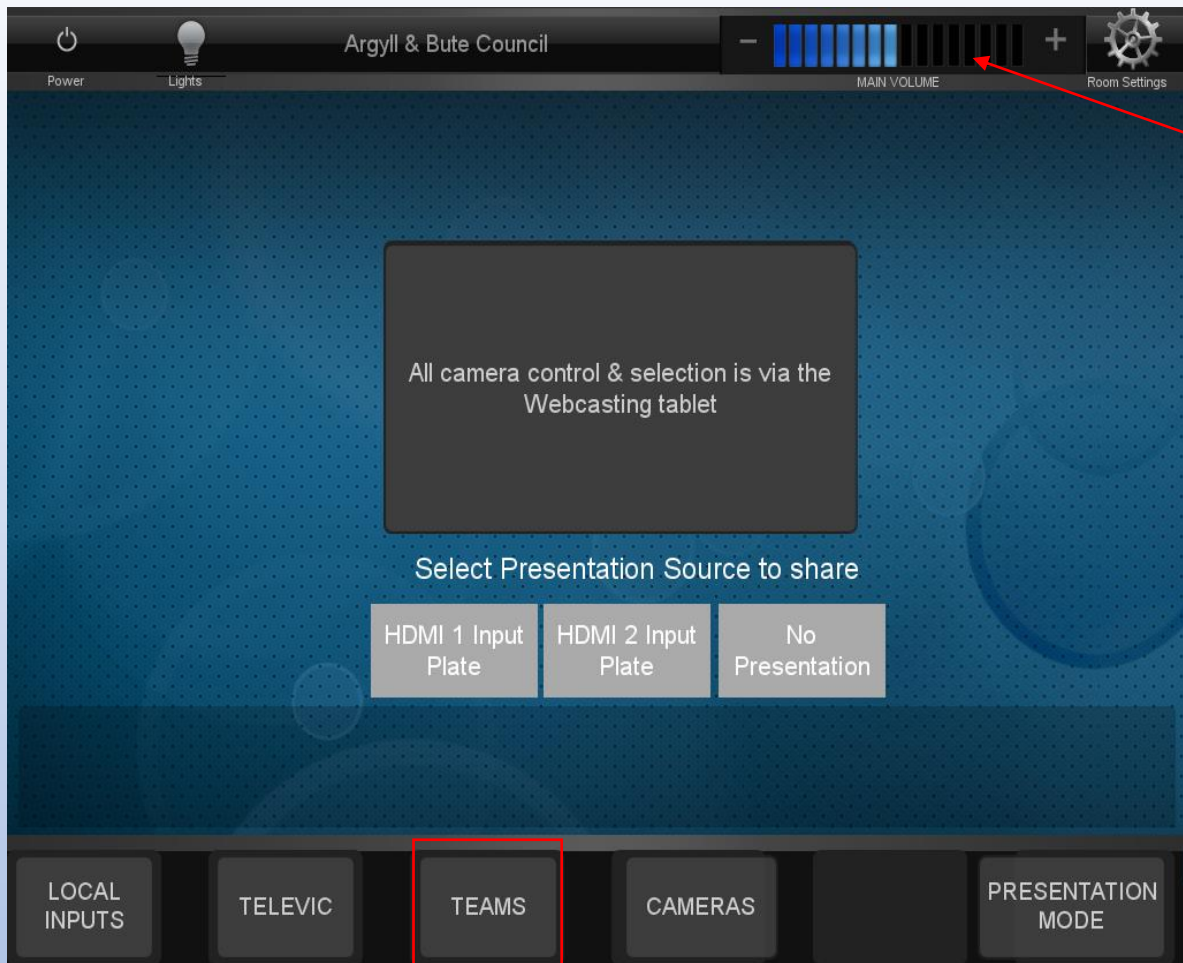 Argyll & Bute Council
− +
Power
Lights
MAIN VOLUME
Room Settings
All camera control & selection is via the
Webcasting tablet
Select Presentation Source to share
HDMI 1 Input
Plate
HDMI 2 Input
Plate
No
Presentation
LOCAL
INPUTS
TELEVIC
TEAMS
CAMERAS
PRESENTATION
MODE